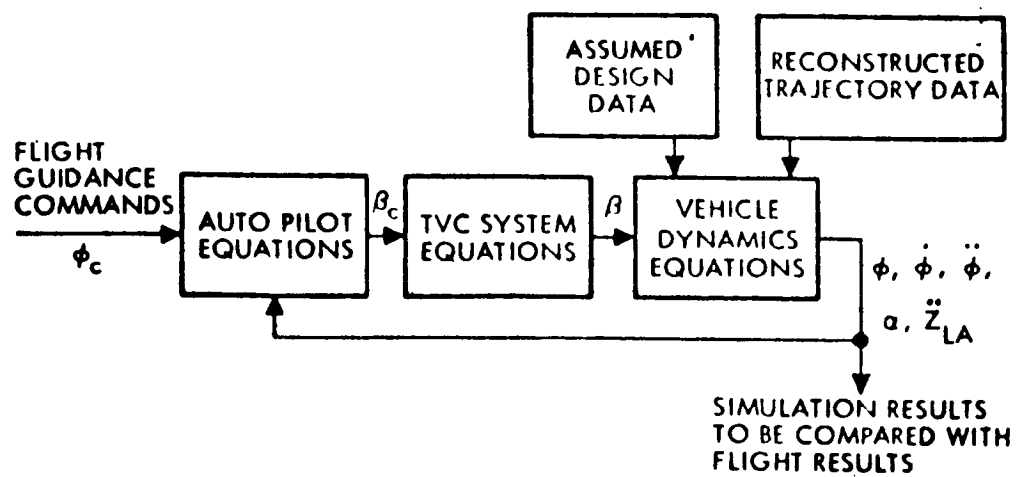 ASSUMED
DESIGN
DATA
RECONSTRUCTED
TRAJECTORY DATA
FLIGHT
GUIDANCE
COMMANDS
ϕc
AUTO PILOT
EQUATIONS
βc
TVC SYSTEM
EQUATIONS
β
VEHICLE
DYNAMICS
EQUATIONS
ϕ, ϕ̇, ϕ̈,
α, Z̈LA
SIMULATION RESULTS
TO BE COMPARED WITH
FLIGHT RESULTS